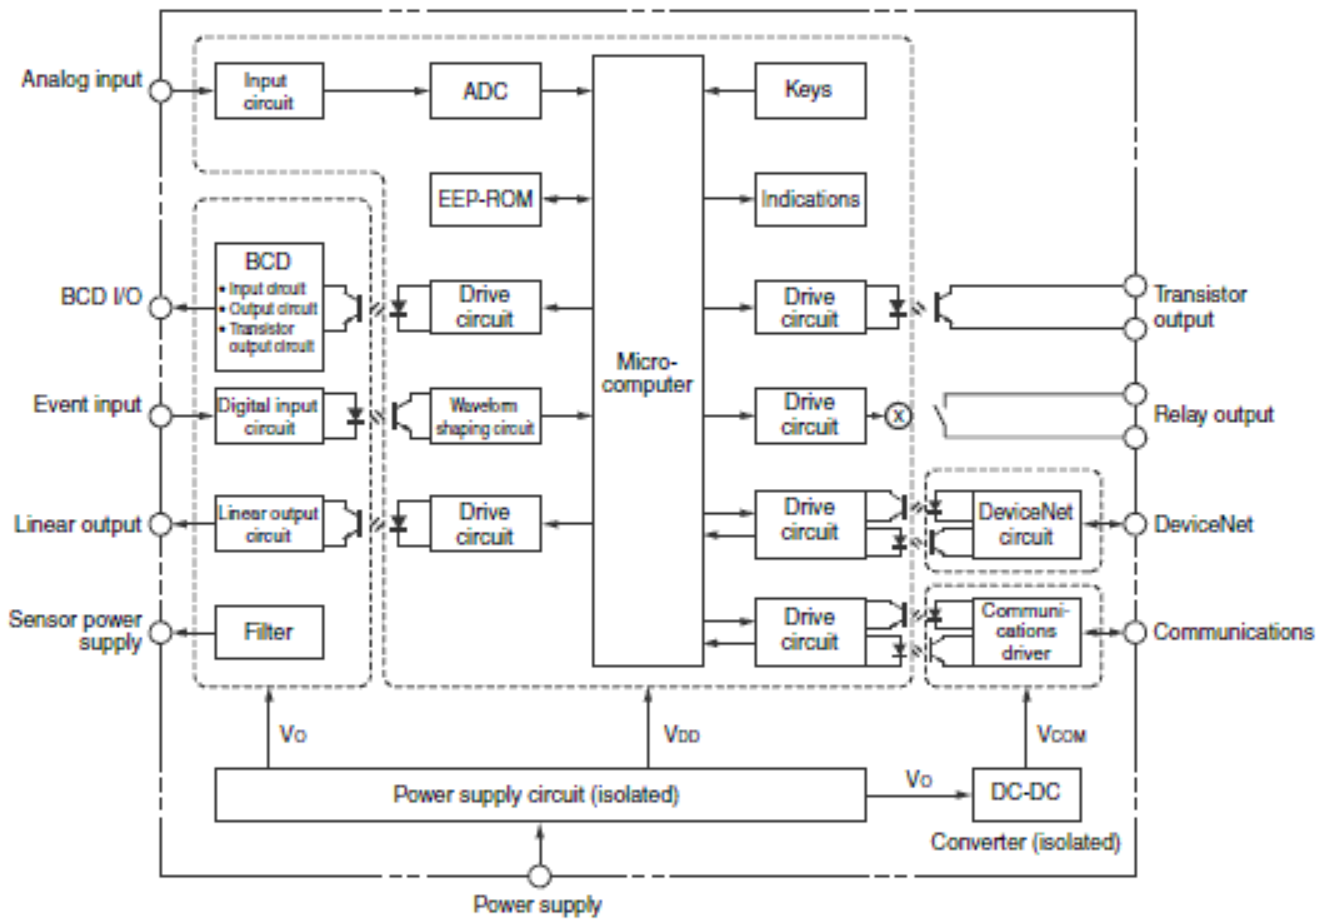 Analog input
Input
circuit
ADC
Keys
EEP-ROM
Indications
BCD I/O
BCD
• Input circuit
• Output circuit
• Transistor
output circuit
Drive
circuit
Micro-
computer
Drive
circuit
Transistor
output
Event input
Digital input
circuit
Waveform
shaping circuit
Drive
circuit
X
Relay output
Linear output
Linear output
circuit
Drive
circuit
Drive
circuit
DeviceNet
circuit
DeviceNet
Sensor power
supply
Filter
Drive
circuit
Communi-
cations
driver
Communications
VO
VDD
VCOM
Power supply circuit (isolated)
VO
DC-DC
Converter (isolated)
Power supply